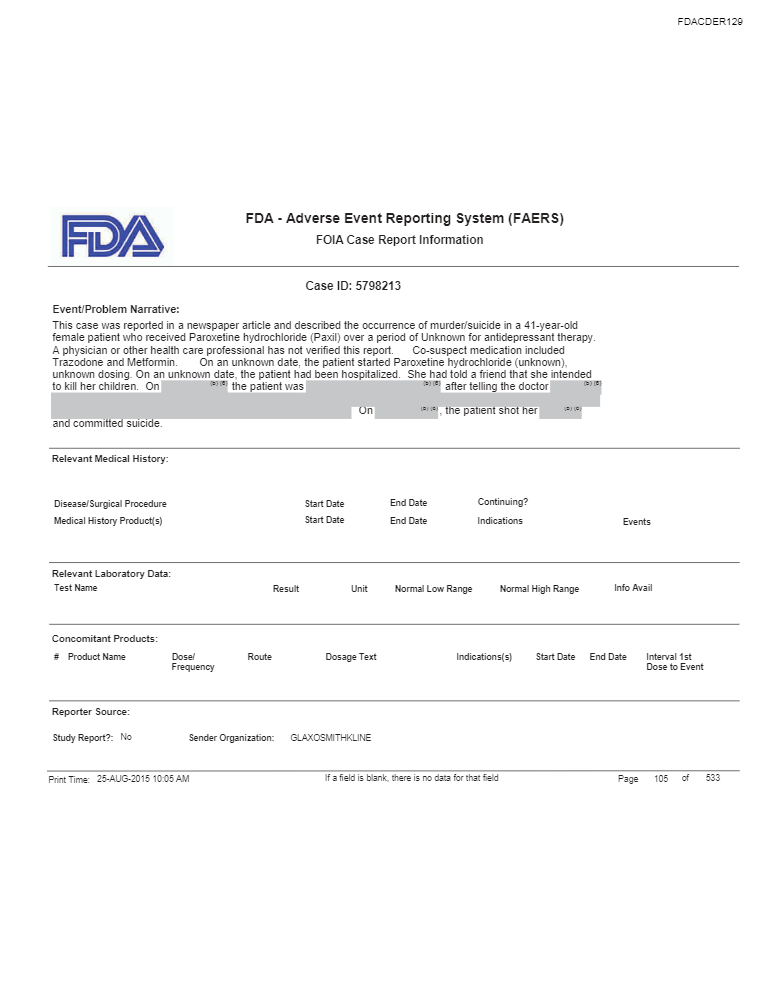 FDACDER129
FDA
FDA - Adverse Event Reporting System (FAERS)
FOIA Case Report Information
Case ID: 5798213
Event/Problem Narrative:
This case was reported in a newspaper article and described the occurrence of murder/suicide in a 41-year-old
female patient who received Paroxetine hydrochloride (Paxil) over a period of Unknown for antidepressant therapy.
A physician or other health care professional has not verified this report. Co-suspect medication included
Trazodone and Metformin. On an unknown date, the patient started Paroxetine hydrochloride (unknown),
unknown dosing. On an unknown date, the patient had been hospitalized. She had told a friend that she intended
to kill her children. On (b) (6) the patient was (b) (6) after telling the doctor (b) (6)
On (b) (6), the patient shot her (b) (6)
and committed suicide.
Relevant Medical History:
Disease/Surgical Procedure Start Date End Date Continuing?
Medical History Product(s) Start Date End Date Indications Events
Relevant Laboratory Data:
Test Name Result Unit Normal Low Range Normal High Range Info Avail
Concomitant Products:
# Product Name Dose/ Route Dosage Text Indications(s) Start Date End Date Interval 1st
Frequency Dose to Event
Reporter Source:
Study Report?: No Sender Organization: GLAXOSMITHKLINE
Print Time: 25-AUG-2015 10:05 AM If a field is blank, there is no data for that field Page 105 of 533